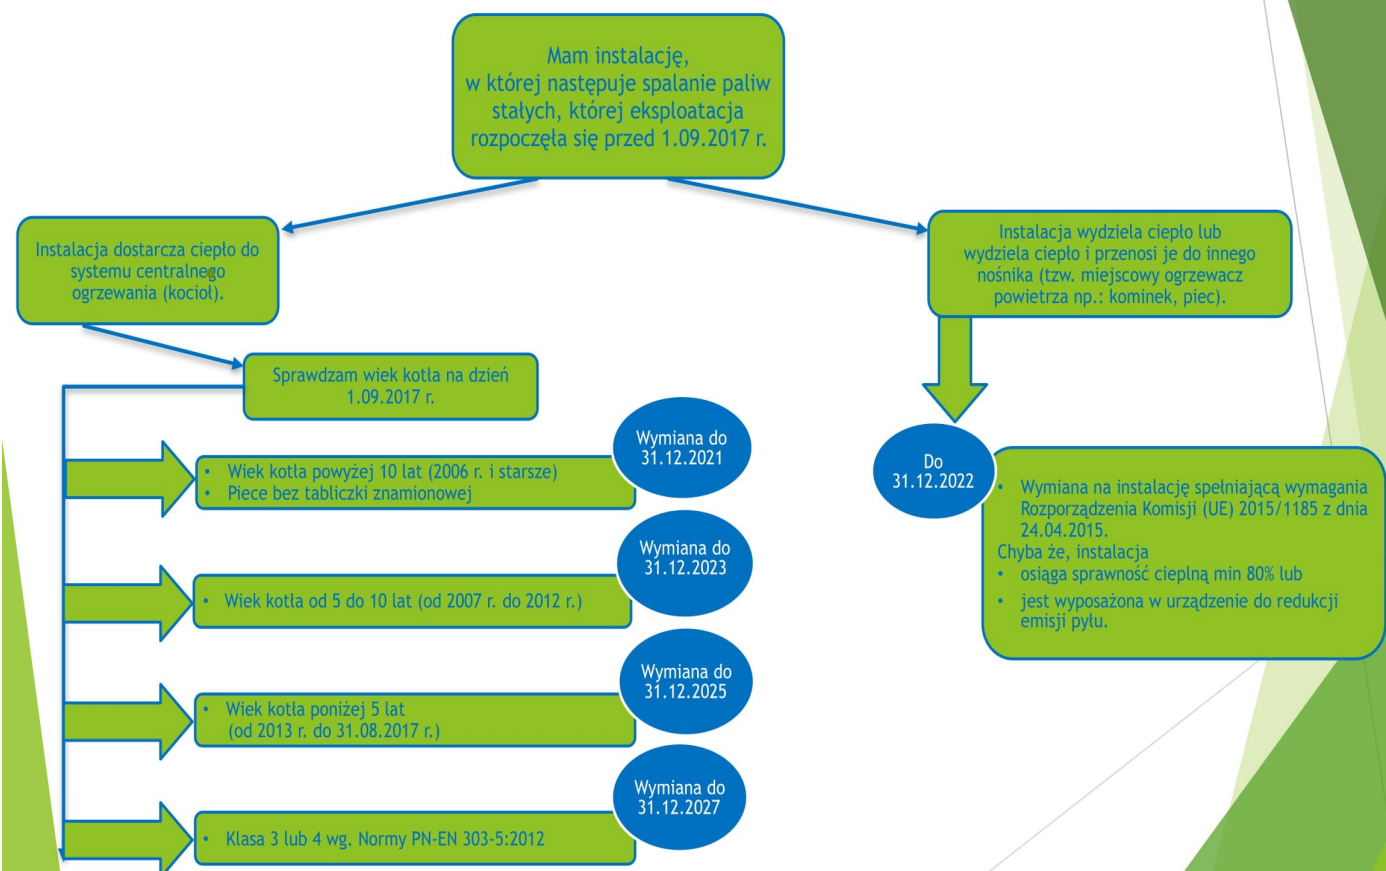 Mam instalację,
w której następuje spalanie paliw
stałych, której eksploatacja
rozpoczęła się przed 1.09.2017 r.
Instalacja dostarcza ciepło do
systemu centralnego
ogrzewania (kocioł).
Instalacja wydziela ciepło lub
wydziela ciepło i przenosi je do innego
nośnika (tzw. miejscowy ogrzewacz
powietrza np.: kominek, piec).
Sprawdzam wiek kotła na dzień
1.09.2017 r.
Wymiana do
31.12.2021
• Wiek kotła powyżej 10 lat (2006 r. i starsze)
• Piece bez tabliczki znamionowej
Wymiana do
31.12.2023
• Wiek kotła od 5 do 10 lat (od 2007 r. do 2012 r.)
Wymiana do
31.12.2025
• Wiek kotła poniżej 5 lat
(od 2013 r. do 31.08.2017 r.)
Wymiana do
31.12.2027
• Klasa 3 lub 4 wg. Normy PN-EN 303-5:2012
Do
31.12.2022
• Wymiana na instalację spełniającą wymagania
Rozporządzenia Komisji (UE) 2015/1185 z dnia
24.04.2015.
Chyba że, instalacja
• osiąga sprawność cieplną min 80% lub
• jest wyposażona w urządzenie do redukcji
emisji pyłu.